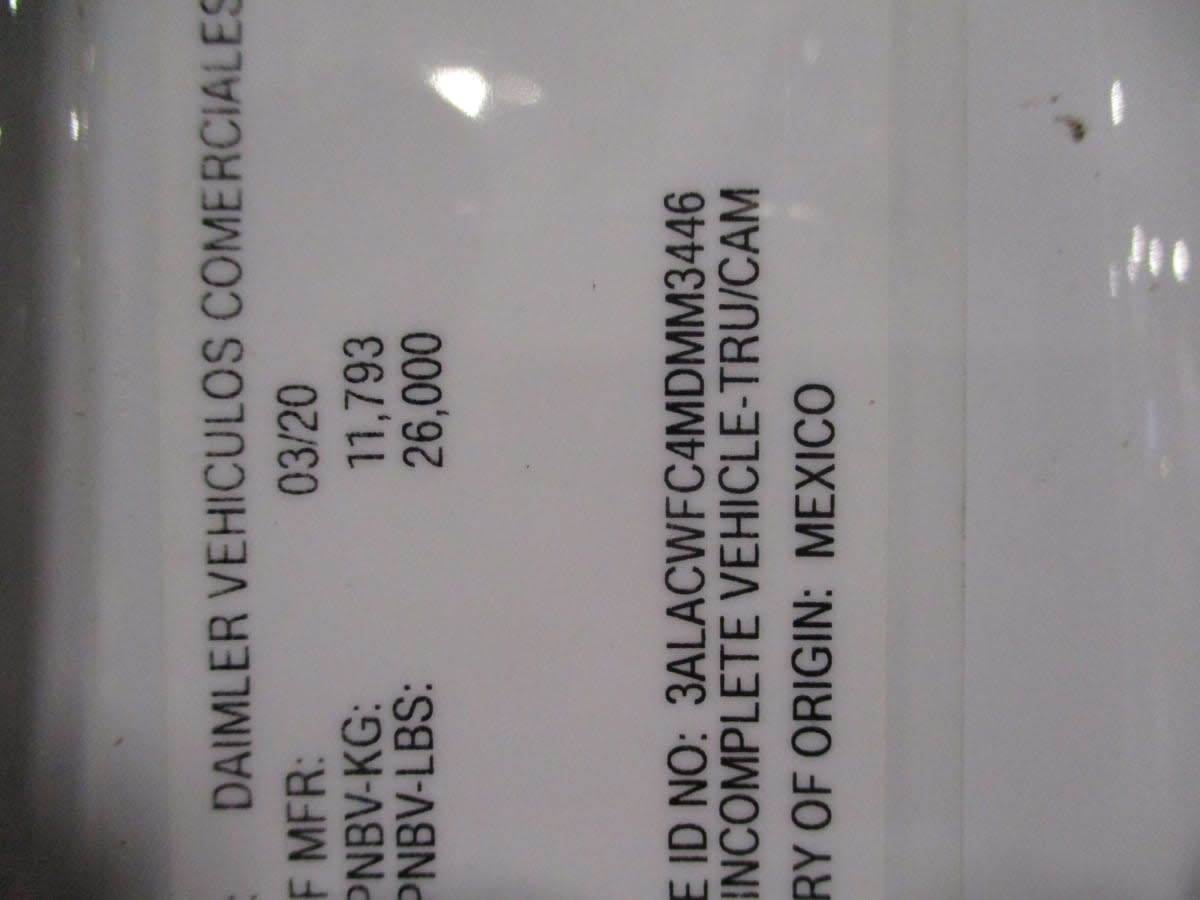 : DAIMLER VEHICULOS COMERCIALES
F MFR: 03/20
PNBV-KG: 11,793
PNBV-LBS: 26,000
E ID NO: 3ALACWFC4MDMM3446
INCOMPLETE VEHICLE-TRU/CAM
RY OF ORIGIN: MEXICO